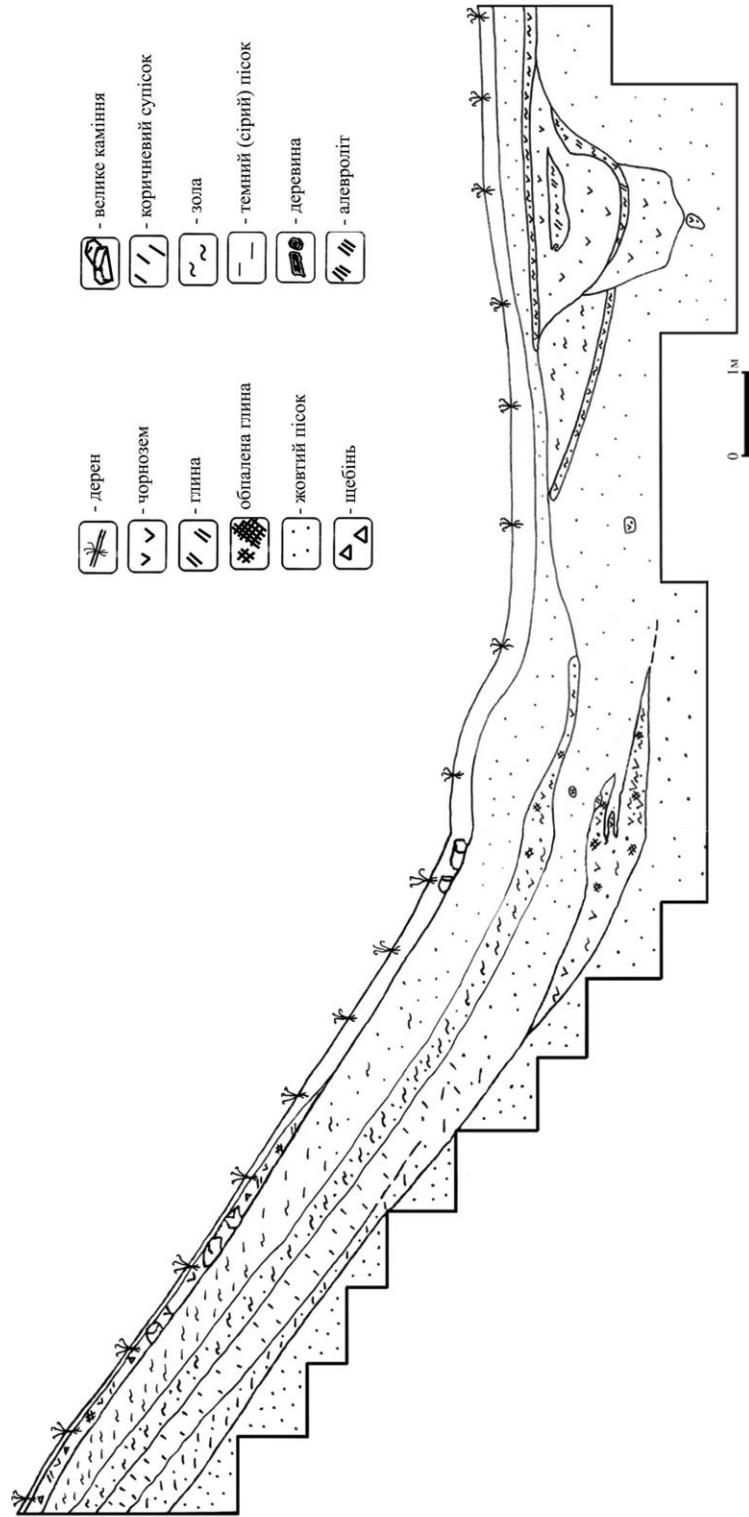 - дерен
- чорнозем
- глина
- обпалена глина
- жовтий пісок
- щебінь
- велике каміння
- коричневий супісок
- зола
- темний (сірий) пісок
- деревина
- алевроліт
0 1м